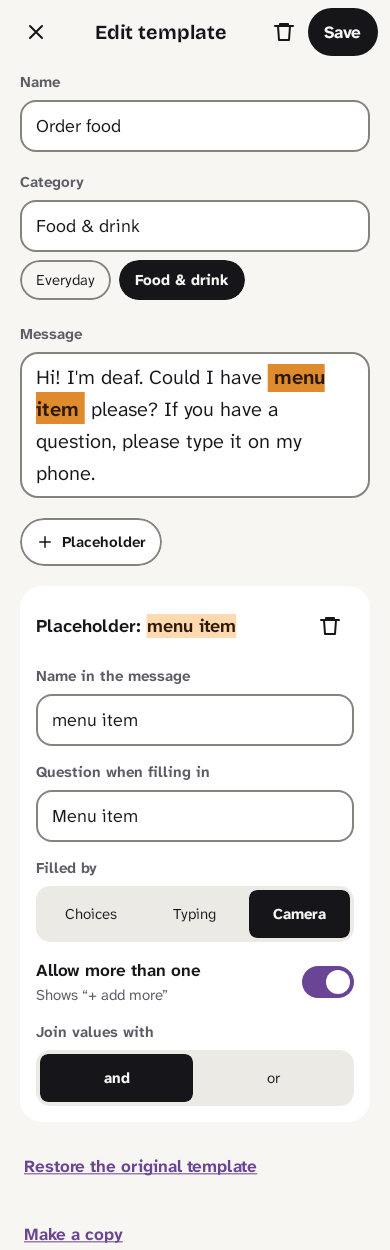 Edit template
Save
Name
Order food
Category
Food & drink
Everyday
Food & drink
Message
Hi! I'm deaf. Could I have menu
item please? If you have a
question, please type it on my
phone.
+ Placeholder
Placeholder: menu item
Name in the message
menu item
Question when filling in
Menu item
Filled by
Choices
Typing
Camera
Allow more than one
Shows “+ add more”
Join values with
and
or
Restore the original template
Make a copy